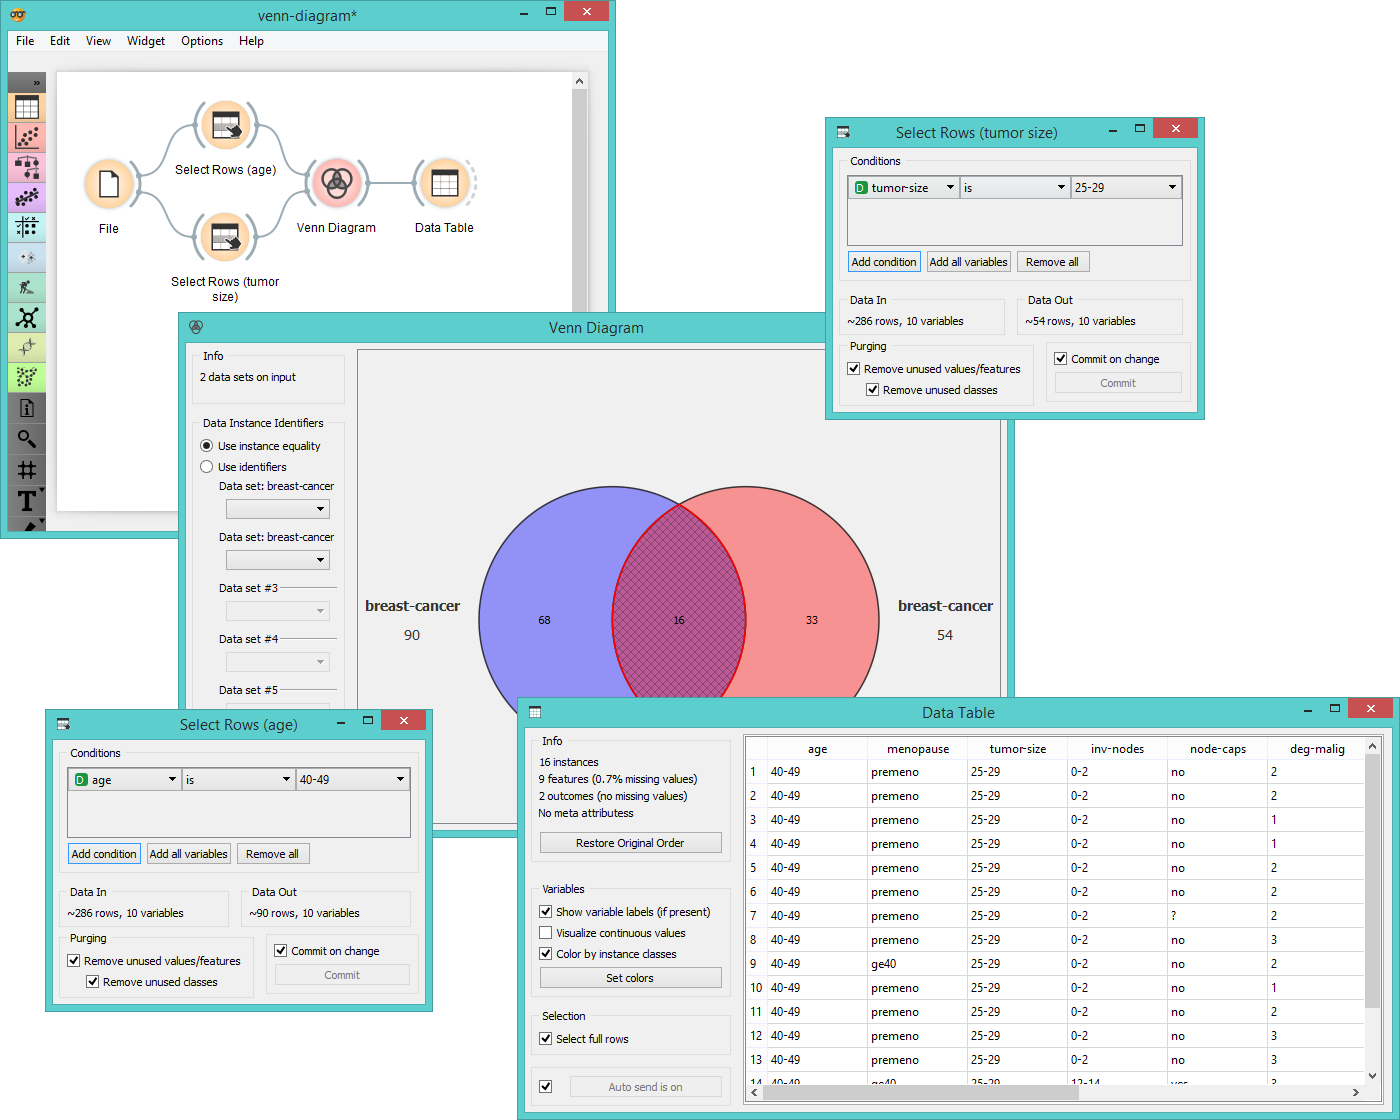 venn-diagram*
File Edit View Widget Options Help
»
Select Rows (age)
File
Venn Diagram
Data Table
Select Rows (tumor
size)
T
Select Rows (tumor size)
Conditions
D tumor-size is 25-29
Add condition Add all variables Remove all
Data In Data Out
~286 rows, 10 variables ~54 rows, 10 variables
Purging
Remove unused values/features
Remove unused classes
Commit on change
Commit
Venn Diagram
Info
2 data sets on input
Data Instance Identifiers
Use instance equality
Use identifiers
Data set: breast-cancer
Data set: breast-cancer
Data set #3
Data set #4
Data set #5
breast-cancer
90
68
16
33
breast-cancer
54
Select Rows (age)
Conditions
D age is 40-49
Add condition Add all variables Remove all
Data In Data Out
~286 rows, 10 variables ~90 rows, 10 variables
Purging
Remove unused values/features
Remove unused classes
Commit on change
Commit
Data Table
Info
16 instances
9 features (0.7% missing values)
2 outcomes (no missing values)
No meta attributess
Restore Original Order
Variables
Show variable labels (if present)
Visualize continuous values
Color by instance classes
Set colors
Selection
Select full rows
Auto send is on
age menopause tumor-size inv-nodes node-caps deg-malig
1 40-49 premeno 25-29 0-2 no 2
2 40-49 premeno 25-29 0-2 no 2
3 40-49 premeno 25-29 0-2 no 1
4 40-49 premeno 25-29 0-2 no 1
5 40-49 premeno 25-29 0-2 no 2
6 40-49 premeno 25-29 0-2 no 2
7 40-49 premeno 25-29 0-2 ? 2
8 40-49 premeno 25-29 0-2 no 3
9 40-49 ge40 25-29 0-2 no 2
10 40-49 premeno 25-29 0-2 no 1
11 40-49 premeno 25-29 0-2 no 2
12 40-49 premeno 25-29 0-2 no 3
13 40-49 premeno 25-29 0-2 no 3
14 40-49 ge40 25-29 12-14 yes 3